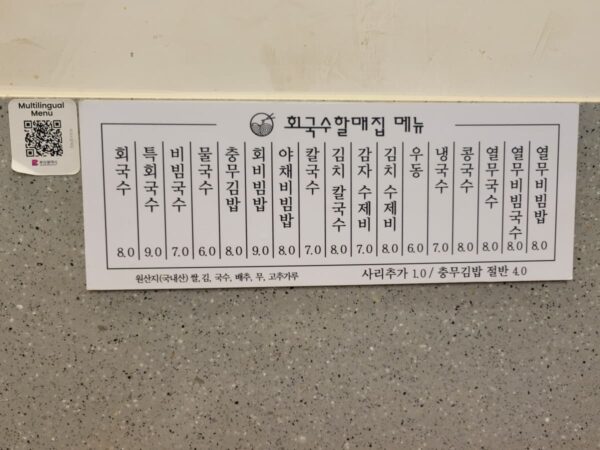 Multilingual
Menu
회국수할매집 메뉴
회국수 8.0
특회국수 9.0
비빔국수 7.0
물국수 6.0
충무김밥 8.0
회비빔밥 9.0
야채비빔밥 8.0
칼국수 7.0
김치 칼국수 8.0
감자 수제비 7.0
김치 수제비 8.0
우동 6.0
냉국수 7.0
콩국수 8.0
열무국수 8.0
열무비빔국수 8.0
열무비빔밥 8.0
원산지(국내산) 쌀, 김, 국수, 배추, 무, 고추가루
사리추가 1.0 / 충무김밥 절반 4.0